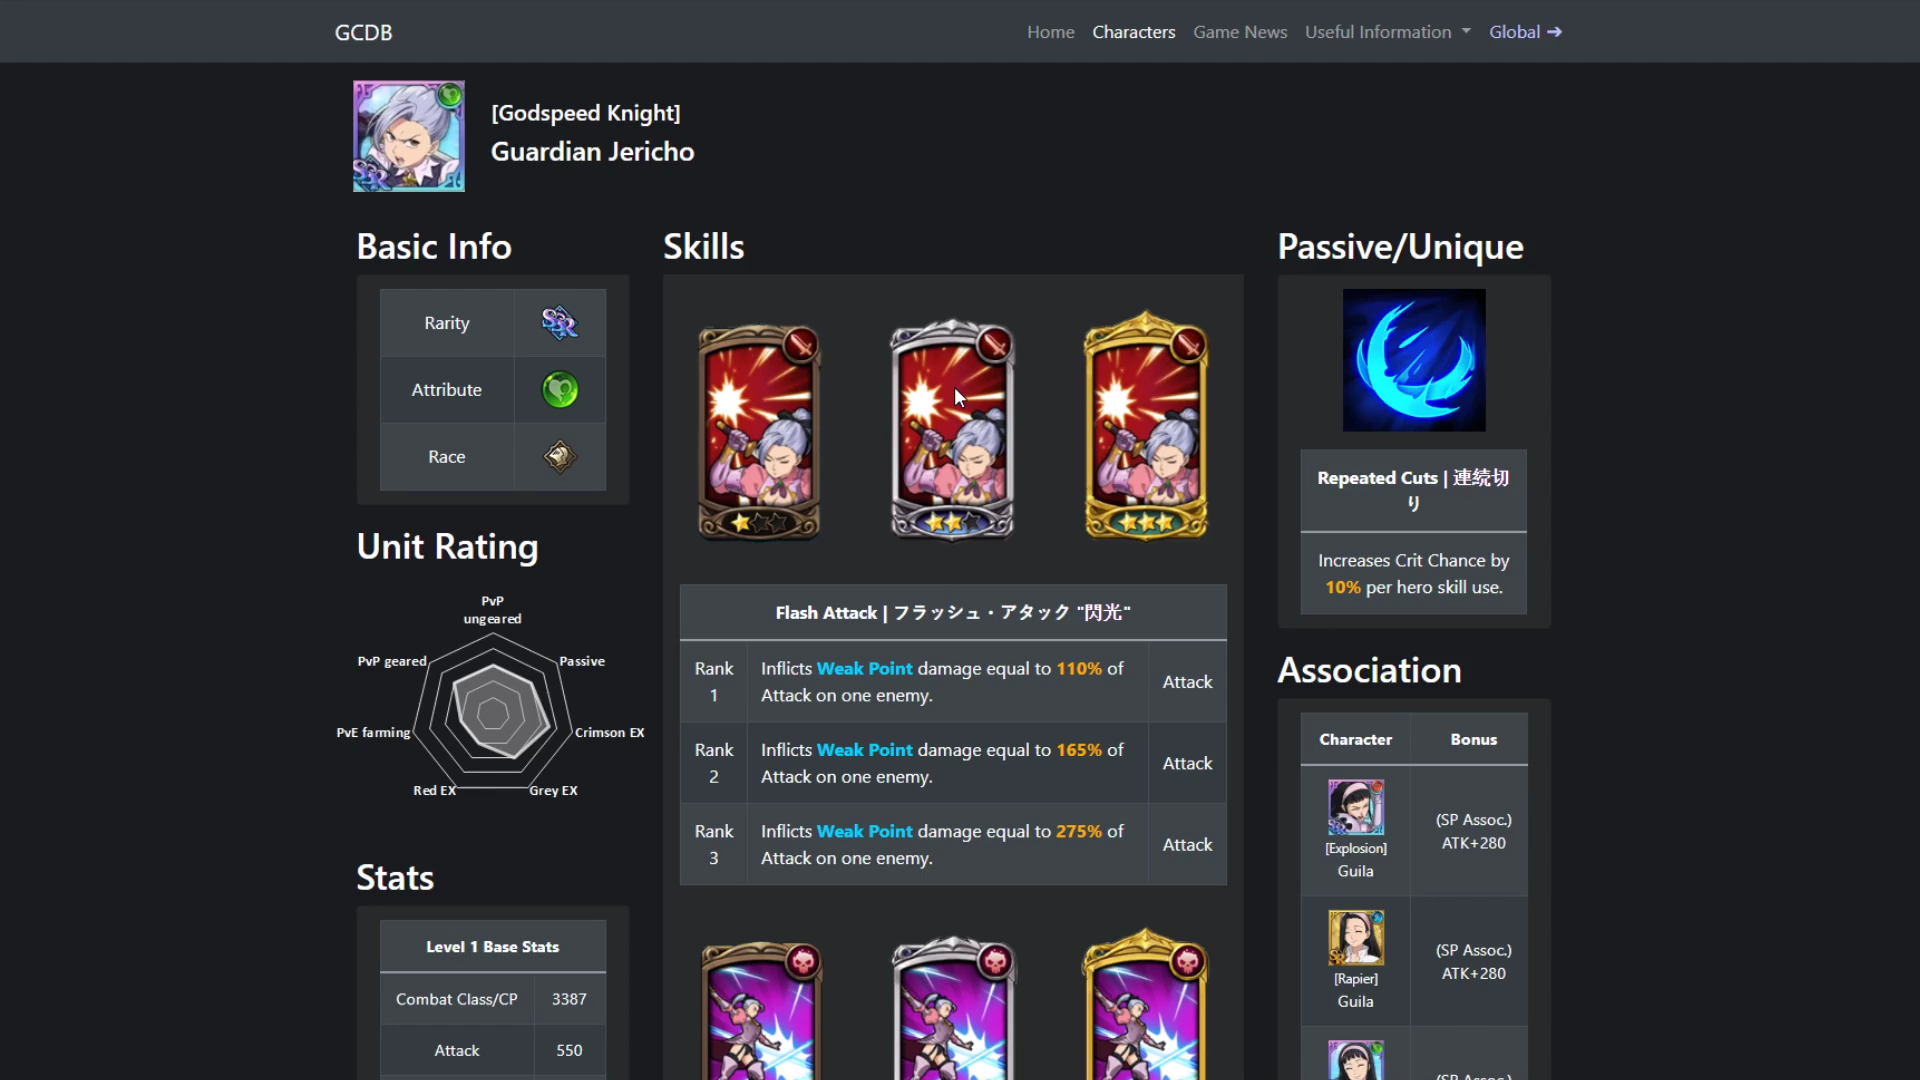 GCDB
Home Characters Game News Useful Information Global
[Godspeed Knight]
Guardian Jericho
Basic Info
Rarity SSR
Attribute
Race
Unit Rating
PvP
ungeared
PvP geared
Passive
PvE farming
Crimson EX
Red EX
Grey EX
Stats
Level 1 Base Stats
Combat Class/CP 3387
Attack 550
Skills
Flash Attack | フラッシュ・アタック "閃光"
Rank
1
Inflicts Weak Point damage equal to 110% of
Attack on one enemy.
Attack
Rank
2
Inflicts Weak Point damage equal to 165% of
Attack on one enemy.
Attack
Rank
3
Inflicts Weak Point damage equal to 275% of
Attack on one enemy.
Attack
Passive/Unique
Repeated Cuts | 連続切
り
Increases Crit Chance by
10% per hero skill use.
Association
Character Bonus
[Explosion]
Guila
(SP Assoc.)
ATK+280
[Rapier]
Guila
(SP Assoc.)
ATK+280
(SP Assoc.)